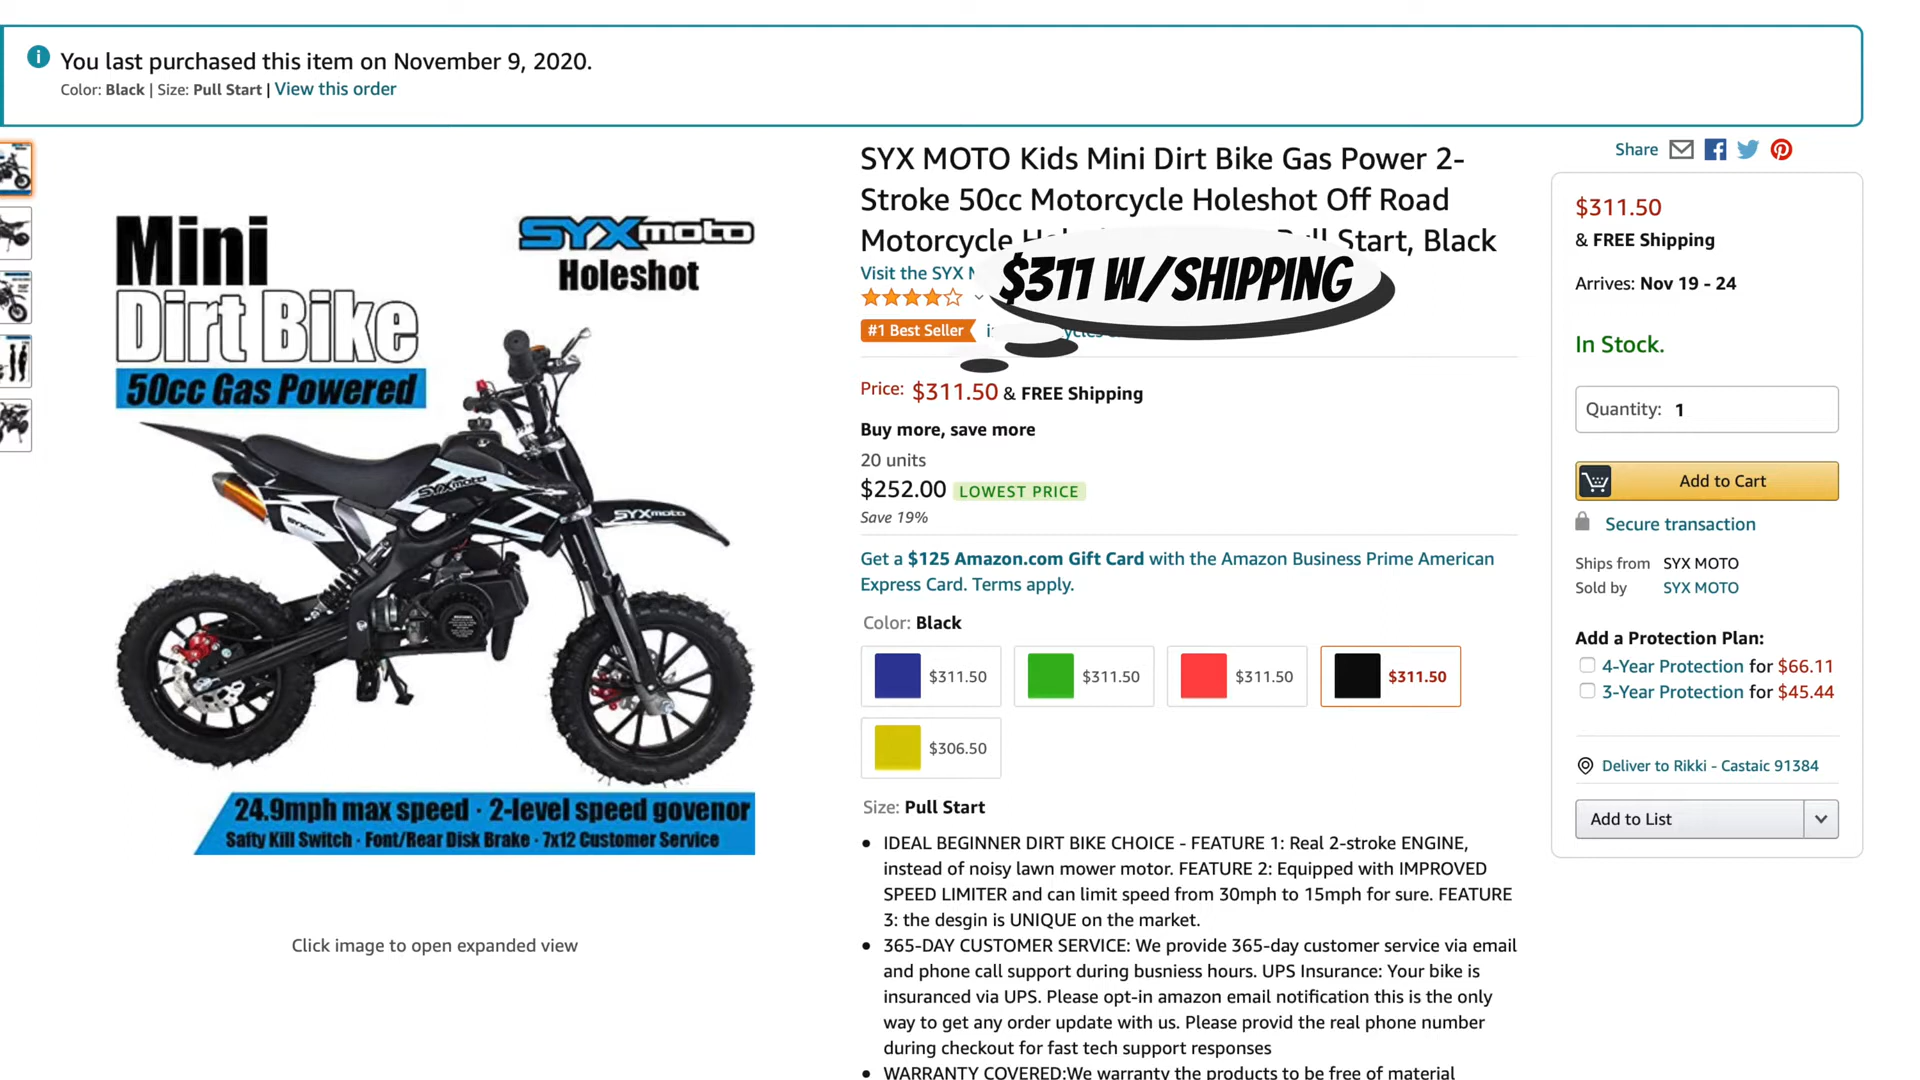 You last purchased this item on November 9, 2020.
Color: Black | Size: Pull Start | View this order
Share
SYX MOTO Kids Mini Dirt Bike Gas Power 2-
Stroke 50cc Motorcycle Holeshot Off Road
Motorcycle Start, Black
Visit the SYX
$311 W/SHIPPING
#1 Best Seller
Price: $311.50 & FREE Shipping
Buy more, save more
20 units
$252.00 LOWEST PRICE
Save 19%
Get a $125 Amazon.com Gift Card with the Amazon Business Prime American
Express Card. Terms apply.
Color: Black
$311.50
$311.50
$311.50
$311.50
$306.50
Size: Pull Start
• IDEAL BEGINNER DIRT BIKE CHOICE - FEATURE 1: Real 2-stroke ENGINE,
instead of noisy lawn mower motor. FEATURE 2: Equipped with IMPROVED
SPEED LIMITER and can limit speed from 30mph to 15mph for sure. FEATURE
3: the desgin is UNIQUE on the market.
• 365-DAY CUSTOMER SERVICE: We provide 365-day customer service via email
and phone call support during busniess hours. UPS Insurance: Your bike is
insuranced via UPS. Please opt-in amazon email notification this is the only
way to get any order update with us. Please provid the real phone number
during checkout for fast tech support responses
• WARRANTY COVERED:We warranty the products to be free of material
Mini
Dirt Bike
50cc Gas Powered
SYXmoto
Holeshot
SYXmoto
SYXmoto
SYXmoto
24.9mph max speed · 2-level speed govenor
Safty Kill Switch · Font/Rear Disk Brake · 7x12 Customer Service
Click image to open expanded view
$311.50
& FREE Shipping
Arrives: Nov 19 - 24
In Stock.
Quantity: 1
Add to Cart
Secure transaction
Ships from SYX MOTO
Sold by SYX MOTO
Add a Protection Plan:
4-Year Protection for $66.11
3-Year Protection for $45.44
Deliver to Rikki - Castaic 91384
Add to List